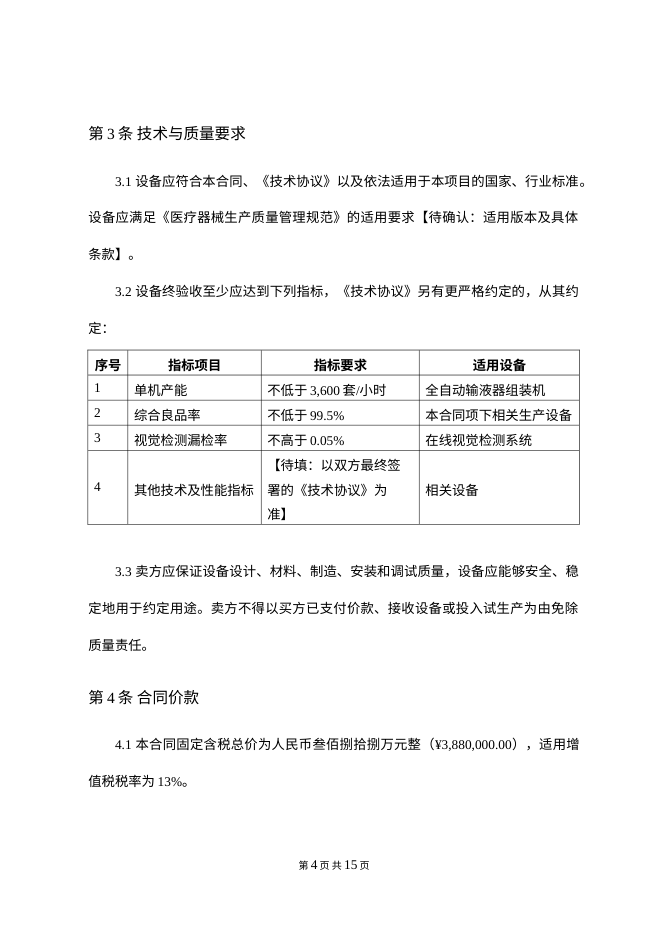 第 3 条 技术与质量要求
3.1 设备应符合本合同、《技术协议》以及依法适用于本项目的国家、行业标准。
设备应满足《医疗器械生产质量管理规范》的适用要求【待确认：适用版本及具体
条款】。
3.2 设备终验收至少应达到下列指标，《技术协议》另有更严格约定的，从其约
定：
序号 指标项目 指标要求 适用设备
1 单机产能 不低于 3,600 套/小时 全自动输液器组装机
2 综合良品率 不低于 99.5% 本合同项下相关生产设备
3 视觉检测漏检率 不高于 0.05% 在线视觉检测系统
4 其他技术及性能指标 【待填：以双方最终签
署的《技术协议》为
准】 相关设备
3.3 卖方应保证设备设计、材料、制造、安装和调试质量，设备应能够安全、稳
定地用于约定用途。卖方不得以买方已支付价款、接收设备或投入试生产为由免除
质量责任。
第 4 条 合同价款
4.1 本合同固定含税总价为人民币叁佰捌拾捌万元整（¥3,880,000.00），适用增
值税税率为 13%。
第 4 页 共 15 页